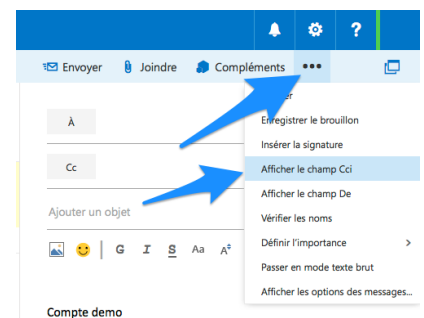 ?
Envoyer Joindre Compléments •••
Enregistrer le brouillon
À
Insérer la signature
Cc
Afficher le champ Cci
Afficher le champ De
Ajouter un objet
Vérifier les noms
G I S Aa A
Définir l'importance >
Passer en mode texte brut
Afficher les options des messages...
Compte demo